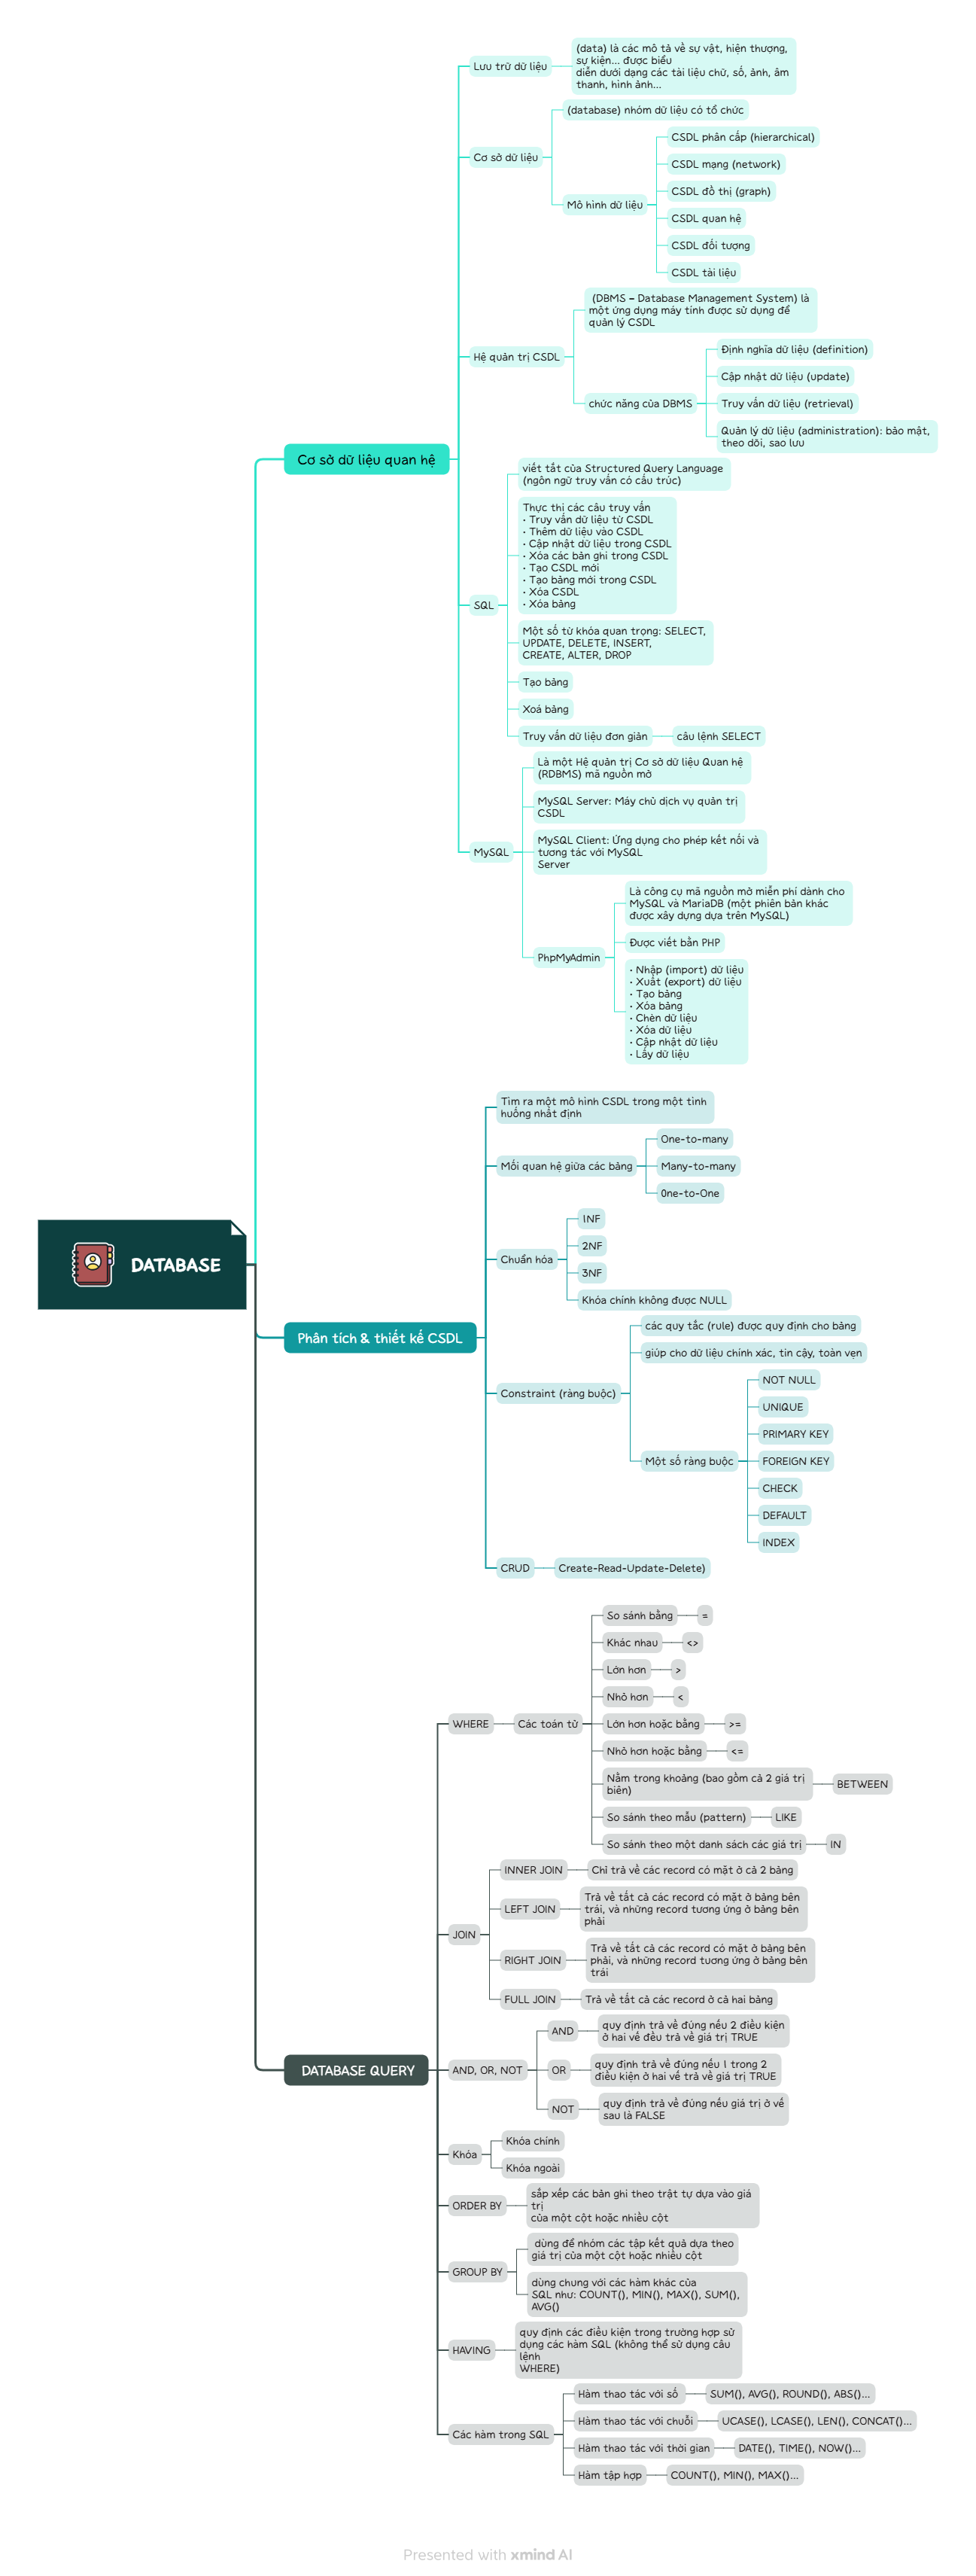 Lưu trữ dữ liệu
(data) là các mô tả về sự vật, hiện thượng,
sự kiện... được biểu
diễn dưới dạng các tài liệu chữ, số, ảnh, âm
thanh, hình ảnh...
Cơ sở dữ liệu
(database) nhóm dữ liệu có tổ chức
Mô hình dữ liệu
CSDL phân cấp (hierarchical)
CSDL mạng (network)
CSDL đồ thị (graph)
CSDL quan hệ
CSDL đối tượng
CSDL tài liệu
Hệ quản trị CSDL
(DBMS – Database Management System) là
một ứng dụng máy tính được sử dụng để
quản lý CSDL
chức năng của DBMS
Định nghĩa dữ liệu (definition)
Cập nhật dữ liệu (update)
Truy vấn dữ liệu (retrieval)
Quản lý dữ liệu (administration): bảo mật,
theo dõi, sao lưu
Cơ sở dữ liệu quan hệ
SQL
viết tắt của Structured Query Language
(ngôn ngữ truy vấn có cấu trúc)
Thực thi các câu truy vấn
• Truy vấn dữ liệu từ CSDL
• Thêm dữ liệu vào CSDL
• Cập nhật dữ liệu trong CSDL
• Xóa các bản ghi trong CSDL
• Tạo CSDL mới
• Tạo bảng mới trong CSDL
• Xóa CSDL
• Xóa bảng
Một số từ khóa quan trọng: SELECT,
UPDATE, DELETE, INSERT,
CREATE, ALTER, DROP
Tạo bảng
Xoá bảng
Truy vấn dữ liệu đơn giản
câu lệnh SELECT
MySQL
Là một Hệ quản trị Cơ sở dữ liệu Quan hệ
(RDBMS) mã nguồn mở
MySQL Server: Máy chủ dịch vụ quản trị
CSDL
MySQL Client: Ứng dụng cho phép kết nối và
tương tác với MySQL
Server
PhpMyAdmin
Là công cụ mã nguồn mở miễn phí dành cho
MySQL và MariaDB (một phiên bản khác
được xây dựng dựa trên MySQL)
Được viết bằn PHP
• Nhập (import) dữ liệu
• Xuất (export) dữ liệu
• Tạo bảng
• Xóa bảng
• Chèn dữ liệu
• Xóa dữ liệu
• Cập nhật dữ liệu
• Lấy dữ liệu
DATABASE
Phân tích & thiết kế CSDL
Tìm ra một mô hình CSDL trong một tình
huống nhất định
Mối quan hệ giữa các bảng
One-to-many
Many-to-many
One-to-One
Chuẩn hóa
1NF
2NF
3NF
Khóa chính không được NULL
Constraint (ràng buộc)
các quy tắc (rule) được quy định cho bảng
giúp cho dữ liệu chính xác, tin cậy, toàn vẹn
Một số ràng buộc
NOT NULL
UNIQUE
PRIMARY KEY
FOREIGN KEY
CHECK
DEFAULT
INDEX
CRUD
Create-Read-Update-Delete)
DATABASE QUERY
WHERE
Các toán tử
So sánh bằng
=
Khác nhau
<>
Lớn hơn
>
Nhỏ hơn
<
Lớn hơn hoặc bằng
>=
Nhỏ hơn hoặc bằng
<=
Nằm trong khoảng (bao gồm cả 2 giá trị
biên)
BETWEEN
So sánh theo mẫu (pattern)
LIKE
So sánh theo một danh sách các giá trị
IN
JOIN
INNER JOIN
Chỉ trả về các record có mặt ở cả 2 bảng
LEFT JOIN
Trả về tất cả các record có mặt ở bảng bên
trái, và những record tương ứng ở bảng bên
phải
RIGHT JOIN
Trả về tất cả các record có mặt ở bảng bên
phải, và những record tương ứng ở bảng bên
trái
FULL JOIN
Trả về tất cả các record ở cả hai bảng
AND, OR, NOT
AND
quy định trả về đúng nếu 2 điều kiện
ở hai vế đều trả về giá trị TRUE
OR
quy định trả về đúng nếu 1 trong 2
điều kiện ở hai vế trả về giá trị TRUE
NOT
quy định trả về đúng nếu giá trị ở vế
sau là FALSE
Khóa
Khóa chính
Khóa ngoài
ORDER BY
sắp xếp các bản ghi theo trật tự dựa vào giá
trị
của một cột hoặc nhiều cột
GROUP BY
dùng để nhóm các tập kết quả dựa theo
giá trị của một cột hoặc nhiều cột
dùng chung với các hàm khác của
SQL như: COUNT(), MIN(), MAX(), SUM(),
AVG()
HAVING
quy định các điều kiện trong trường hợp sử
dụng các hàm SQL (không thể sử dụng câu
lệnh
WHERE)
Các hàm trong SQL
Hàm thao tác với số
SUM(), AVG(), ROUND(), ABS()...
Hàm thao tác với chuỗi
UCASE(), LCASE(), LEN(), CONCAT()...
Hàm thao tác với thời gian
DATE(), TIME(), NOW()...
Hàm tập hợp
COUNT(), MIN(), MAX()...
Presented with xmind AI